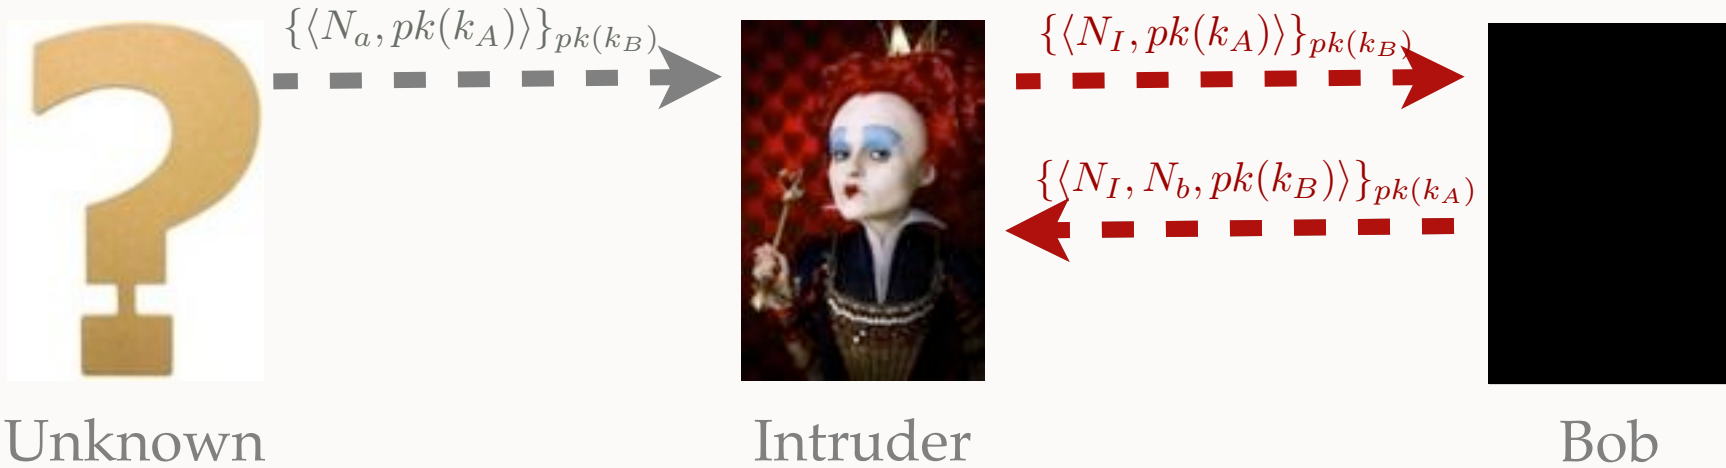 {⟨N_a, pk(k_A)⟩}_{pk(k_B)}
{⟨N_I, pk(k_A)⟩}_{pk(k_B)}
{⟨N_I, N_b, pk(k_B)⟩}_{pk(k_A)}
Unknown
Intruder
Bob